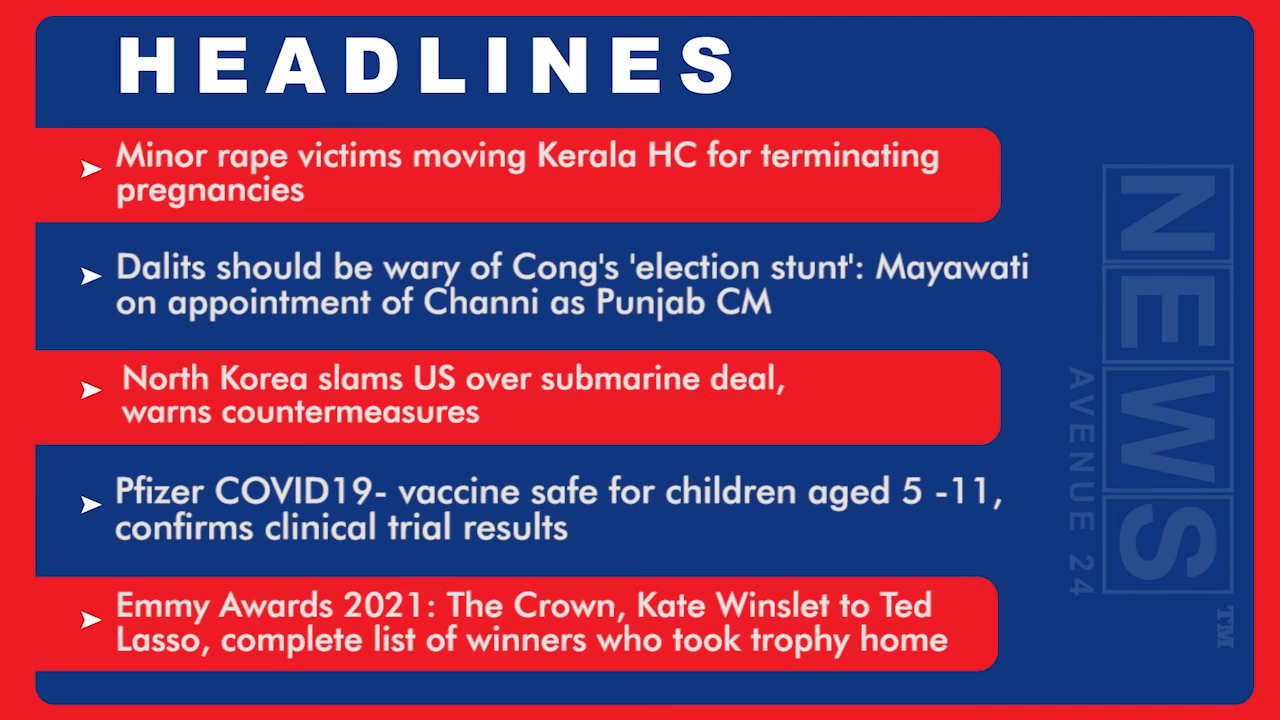 HEADLINES
Minor rape victims moving Kerala HC for terminating
pregnancies
Dalits should be wary of Cong's 'election stunt': Mayawati
on appointment of Channi as Punjab CM
North Korea slams US over submarine deal,
warns countermeasures
Pfizer COVID19- vaccine safe for children aged 5 -11,
confirms clinical trial results
Emmy Awards 2021: The Crown, Kate Winslet to Ted
Lasso, complete list of winners who took trophy home
NEWS
AVENUE 24
TM